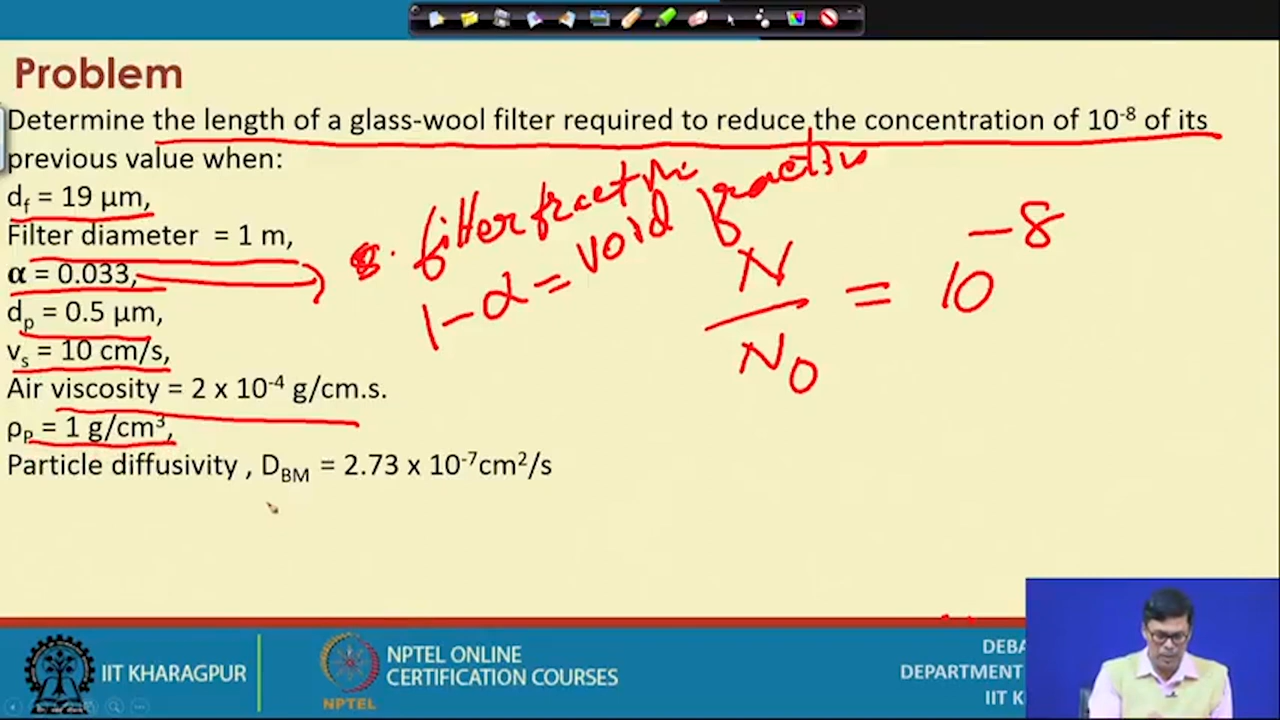 Problem
Determine the length of a glass-wool filter required to reduce the concentration of 10⁻⁸ of its
previous value when:
d_f = 19 µm,
Filter diameter = 1 m,
α = 0.033,
d_p = 0.5 µm,
v_s = 10 cm/s,
Air viscosity = 2 x 10⁻⁴ g/cm.s.
ρ_P = 1 g/cm³,
Particle diffusivity , D_BM = 2.73 x 10⁻⁷cm²/s
filter fraction
1-α = void fraction
N/N₀ = 10⁻⁸
IIT KHARAGPUR
NPTEL
NPTEL ONLINE
CERTIFICATION COURSES
DEBA
DEPARTMENT
IIT K